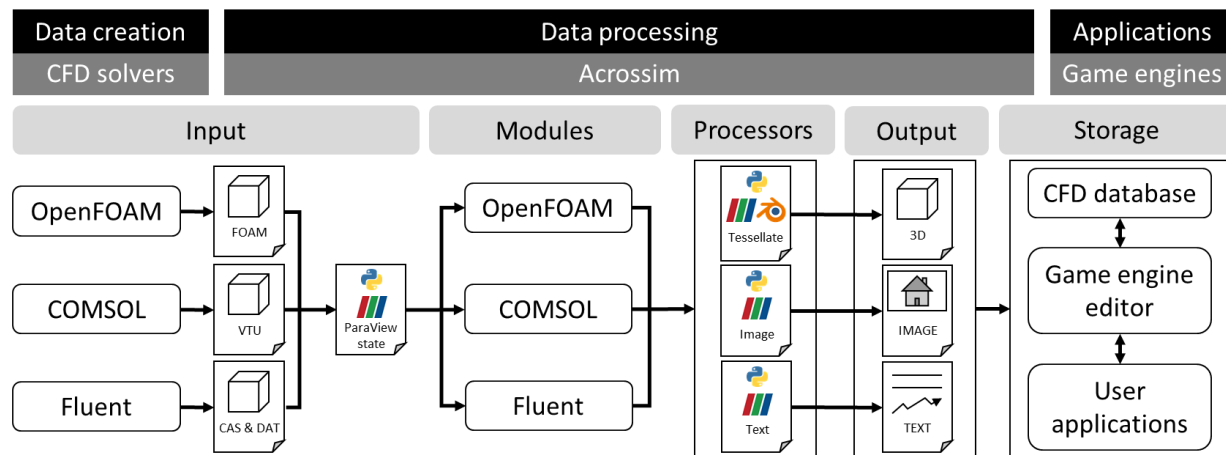 Data creation
Data processing
Applications
CFD solvers
Acrossim
Game engines
Input
Modules
Processors
Output
Storage
OpenFOAM
FOAM
COMSOL
VTU
Fluent
CAS & DAT
ParaView
state
OpenFOAM
COMSOL
Fluent
Tessellate
Image
Text
3D
IMAGE
TEXT
CFD database
Game engine
editor
User
applications